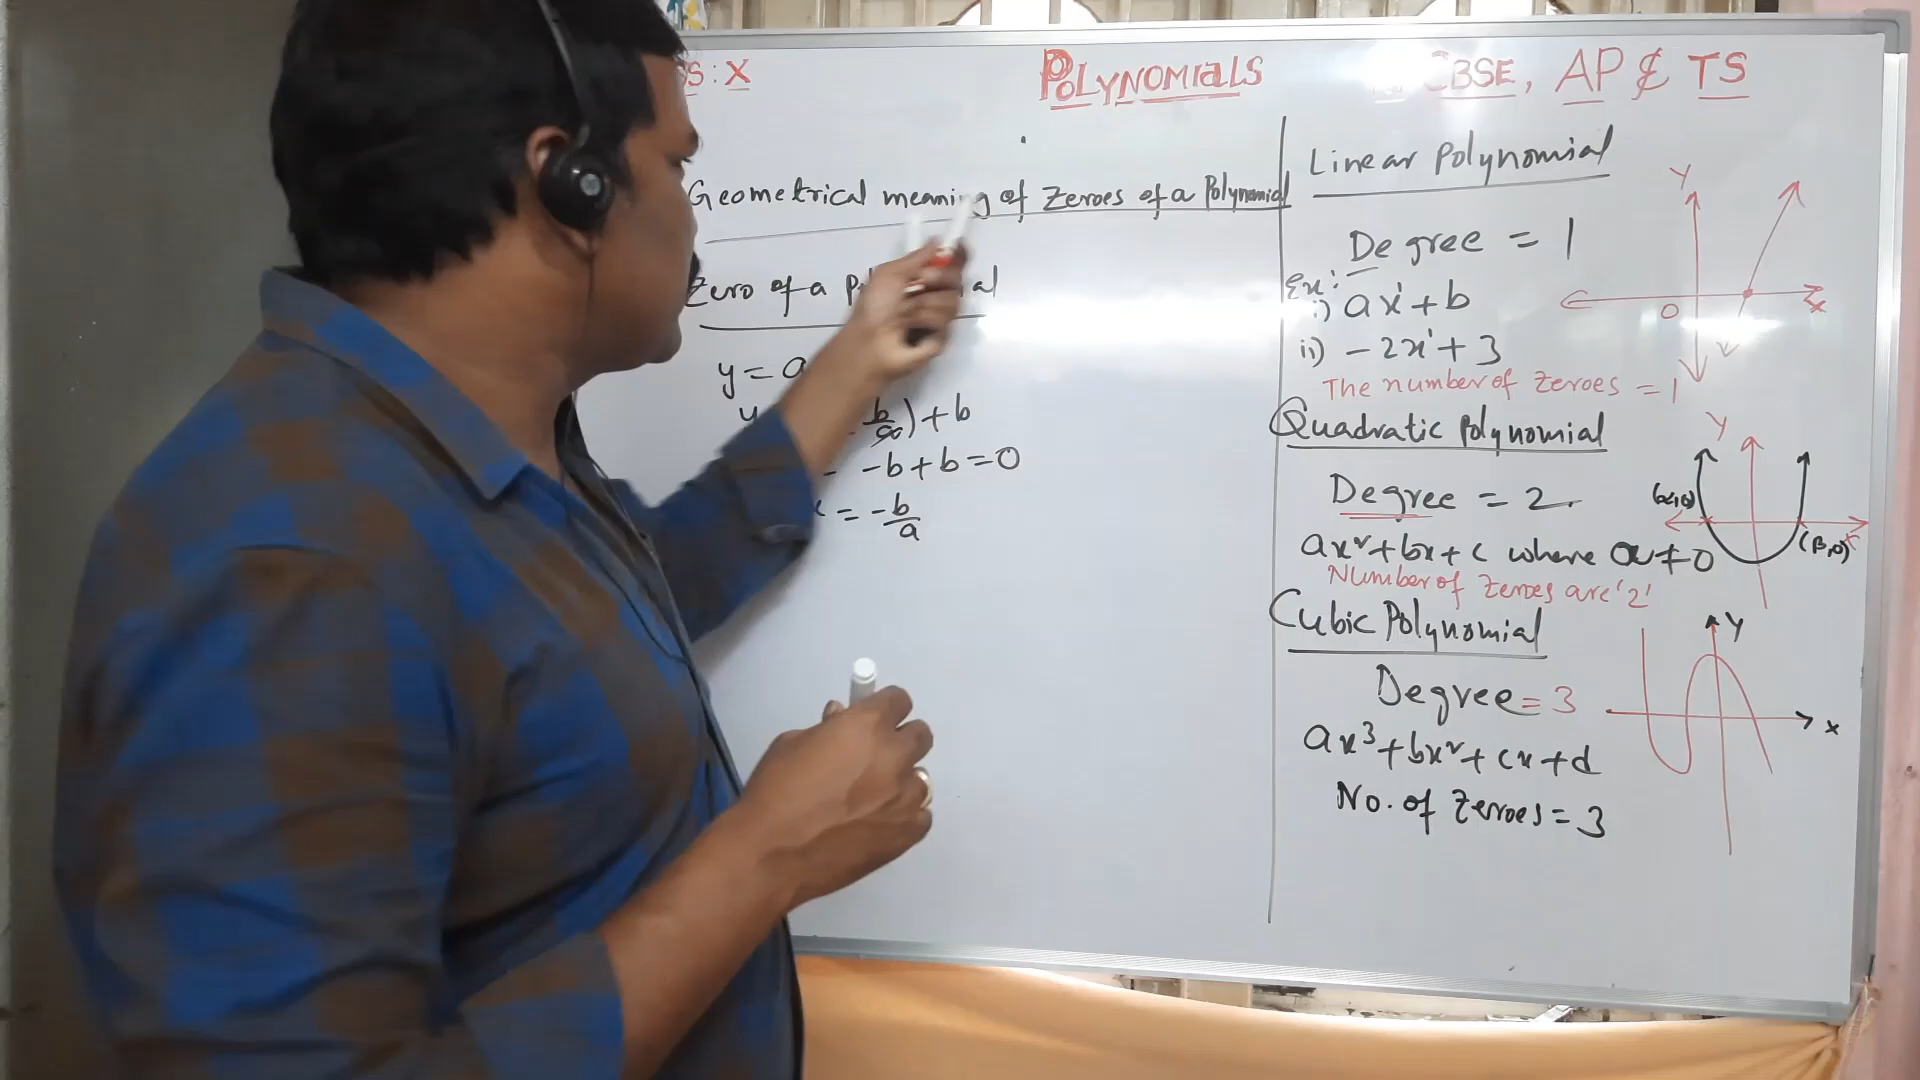 S: X
POLYNOMIALS
CBSE, AP & TS
Geometrical meaning of Zeroes of a Polynomial
Zero of a
y = a
b/a) + b
- b + b = 0
= -b/a
Linear Polynomial
Degree = 1
Ex:
i) ax¹ + b
ii) - 2x¹ + 3
The number of Zeroes = 1
Y
O
X
Quadratic Polynomial
Degree = 2
ax² + bx + c where a ≠ 0
Number of Zeroes are '2'
Y
(α,0)
(β,0)
X
Cubic Polynomial
Degree = 3
ax³ + bx² + cx + d
No. of Zeroes = 3
Y
x